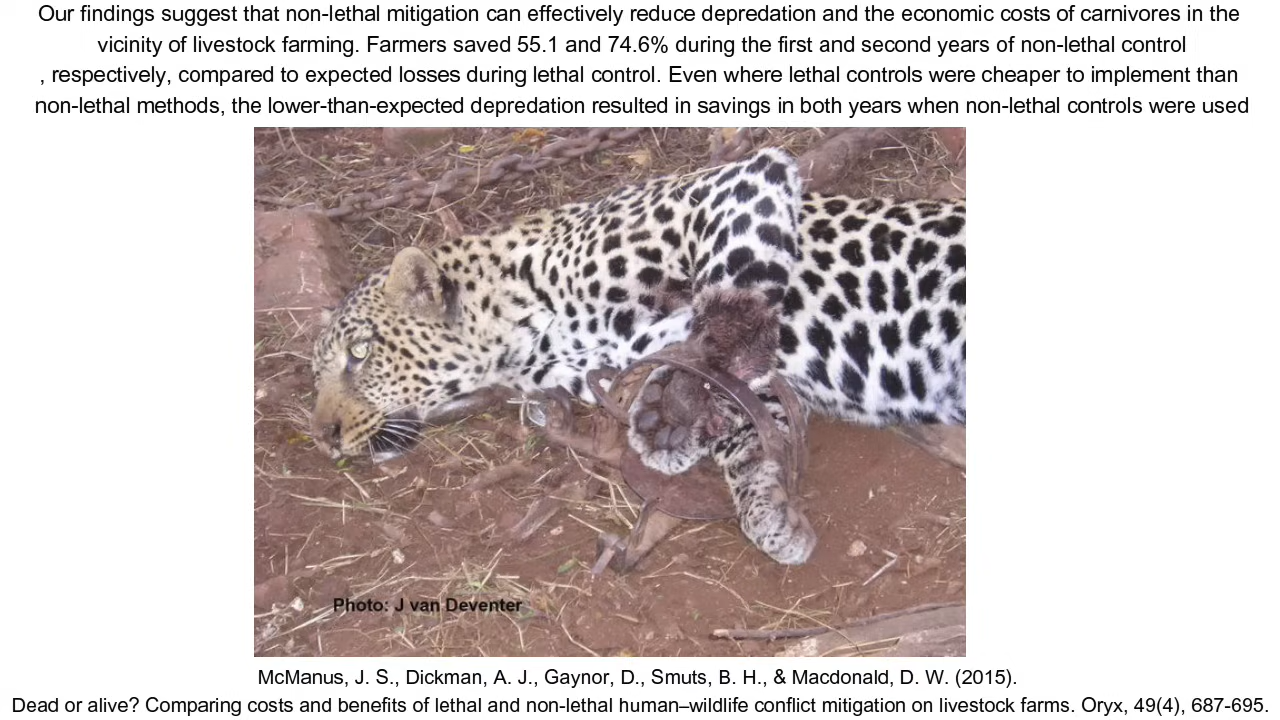 Our findings suggest that non-lethal mitigation can effectively reduce depredation and the economic costs of carnivores in the
vicinity of livestock farming. Farmers saved 55.1 and 74.6% during the first and second years of non-lethal control
, respectively, compared to expected losses during lethal control. Even where lethal controls were cheaper to implement than
non-lethal methods, the lower-than-expected depredation resulted in savings in both years when non-lethal controls were used
Photo: J van Deventer
McManus, J. S., Dickman, A. J., Gaynor, D., Smuts, B. H., & Macdonald, D. W. (2015).
Dead or alive? Comparing costs and benefits of lethal and non-lethal human–wildlife conflict mitigation on livestock farms. Oryx, 49(4), 687-695.